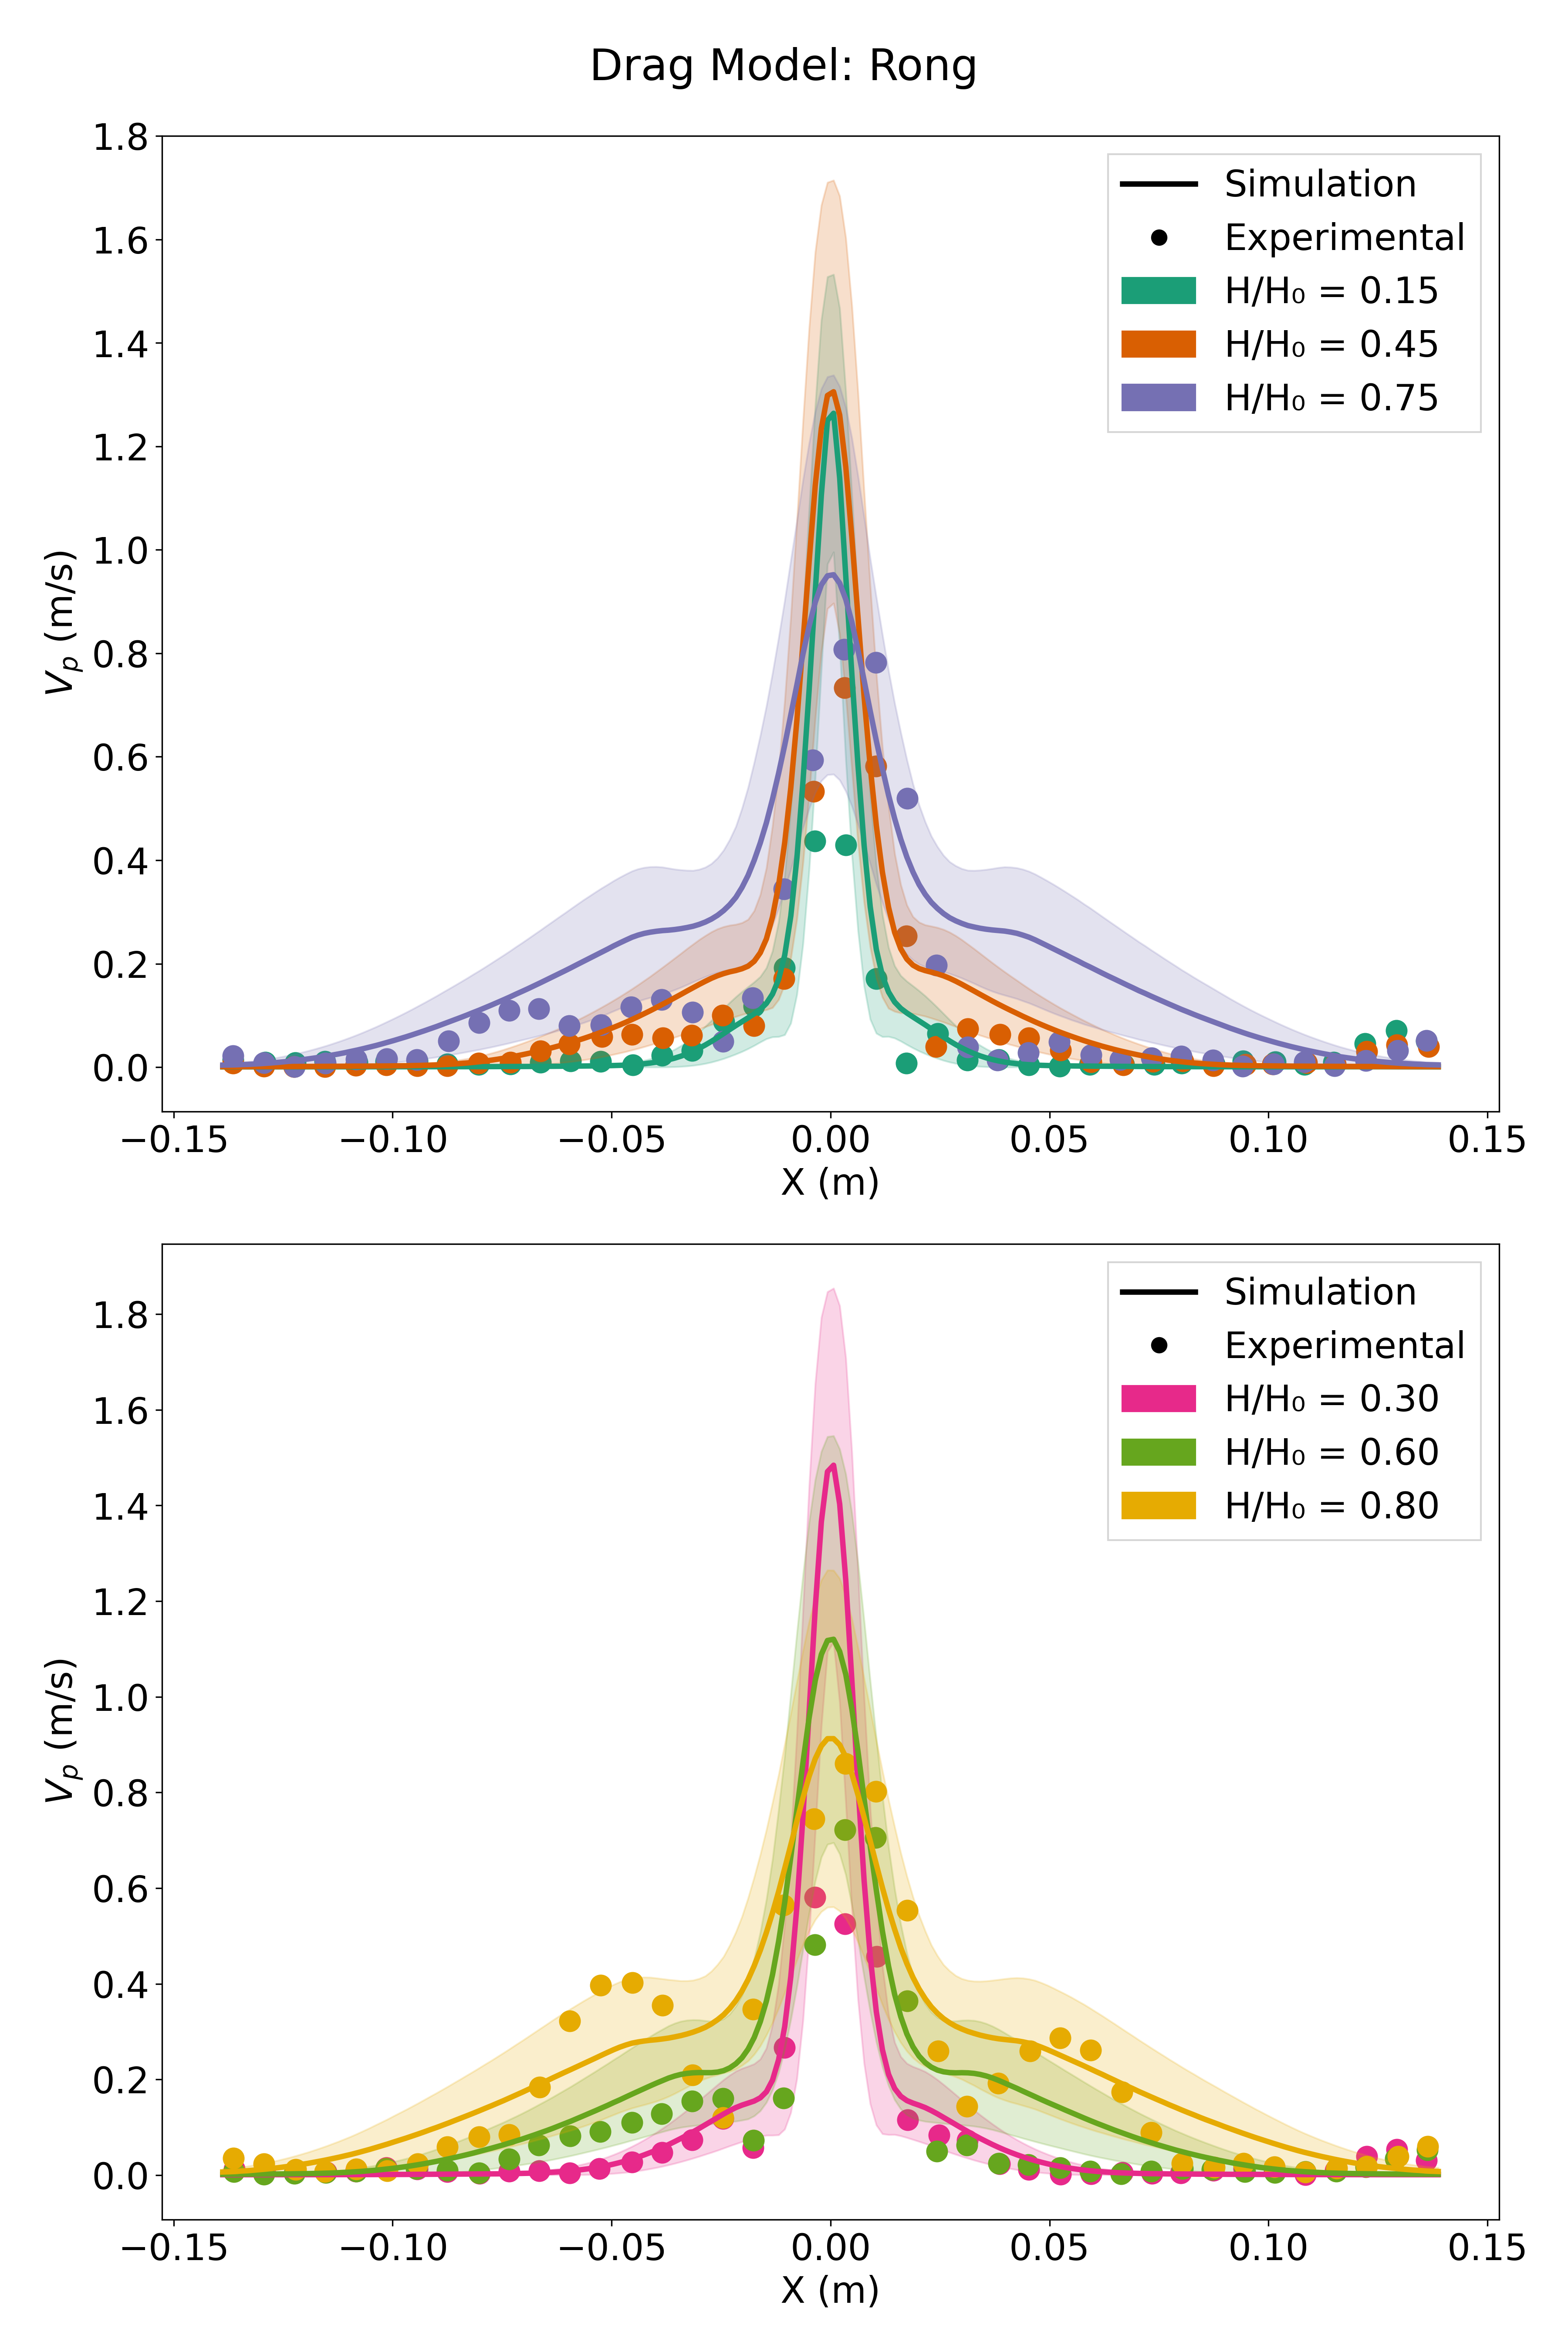 Drag Model: Rong
1.8
1.6
1.4
1.2
1.0
0.8
0.6
0.4
0.2
0.0
Vₚ (m/s)
Simulation
Experimental
H/H₀ = 0.15
H/H₀ = 0.45
H/H₀ = 0.75
−0.15 −0.10 −0.05 0.00 0.05 0.10 0.15
X (m)
1.8
1.6
1.4
1.2
1.0
0.8
0.6
0.4
0.2
0.0
Vₚ (m/s)
Simulation
Experimental
H/H₀ = 0.30
H/H₀ = 0.60
H/H₀ = 0.80
−0.15 −0.10 −0.05 0.00 0.05 0.10 0.15
X (m)